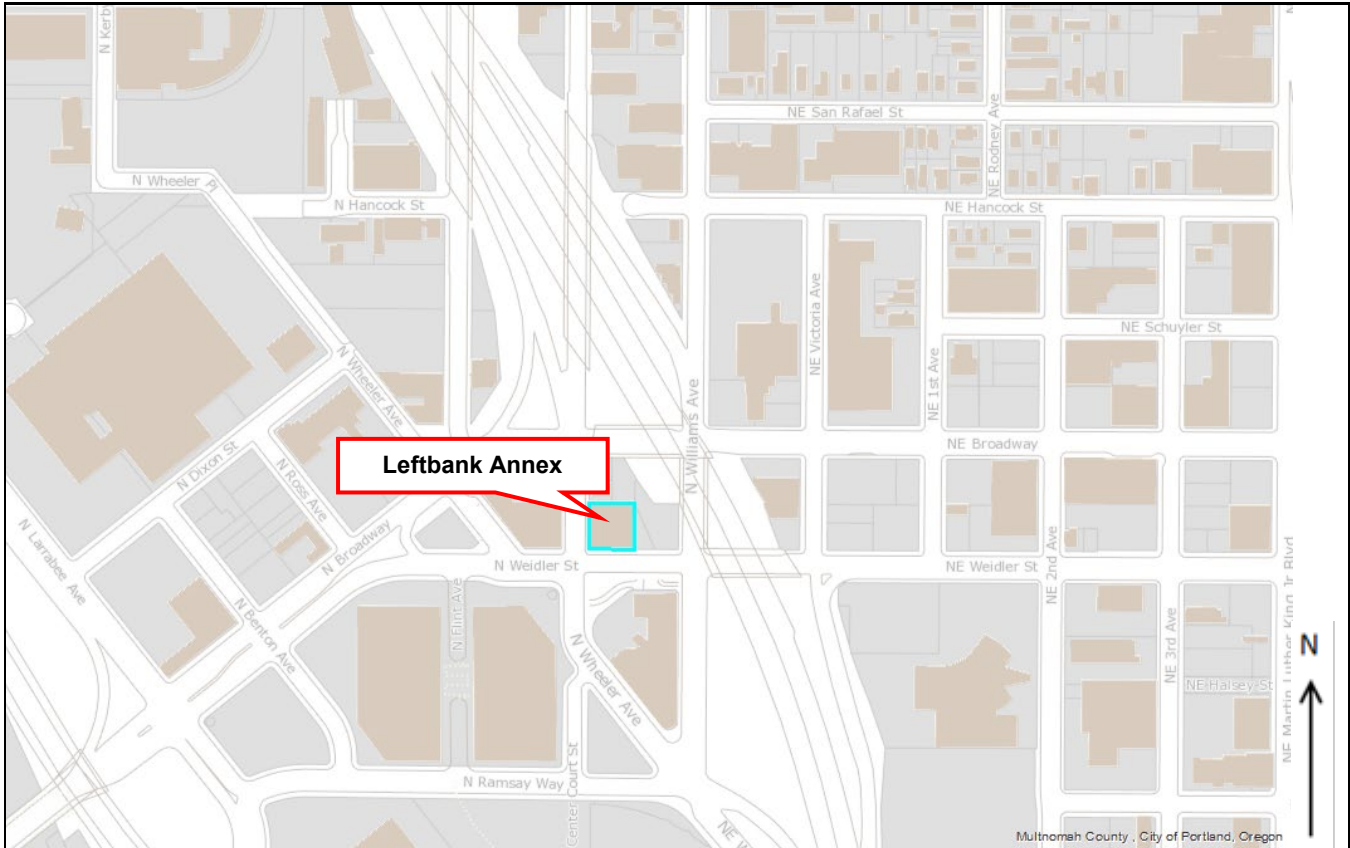 N Kerby
NE San Rafael St
NE Rodney Ave
N Wheeler Pl
N Hancock St
NE Hancock St
NE Victoria Ave
NE 1st Ave
NE Schuyler St
N Wheeler Ave
N Williams Ave
NE Broadway
Leftbank Annex
N Dixon St
N Ross Ave
N Larrabee Ave
N Broadway
N Weidler St
NE Weidler St
NE 2nd Ave
N Benton Ave
N Flint Ave
N Wheeler Ave
NE 3rd Ave
NE Halsey St
NE Martin Luther King Jr Blvd
N
N Ramsay Way
Center Court St
NE W
Multnomah County , City of Portland, Oregon